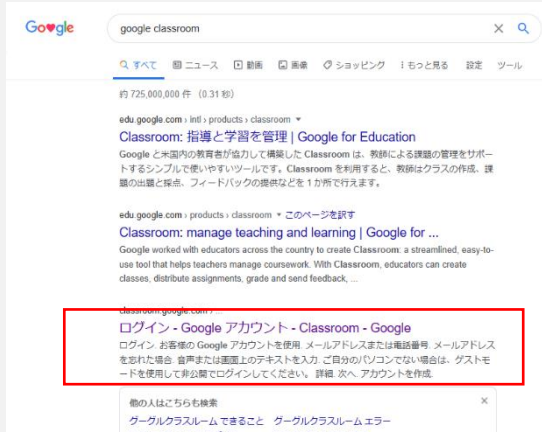 Go♥gle
google classroom
すべて ニュース 動画 画像 ショッピング もっと見る 設定 ツール
約 725,000,000 件 (0.31 秒)
edu.google.com › intl › products › classroom
Classroom: 指導と学習を管理 | Google for Education
Google と米国内の教育者が協力して構築した Classroom は、教師による課題の管理をサポー
トするシンプルで使いやすいツールです。Classroom を利用すると、教師はクラスの作成、課
題の出題と採点、フィードバックの提供などを 1 か所で行えます。
edu.google.com › products › classroom このページを訳す
Classroom: manage teaching and learning | Google for ...
Google worked with educators across the country to create Classroom: a streamlined, easy-to-
use tool that helps teachers manage coursework. With Classroom, educators can create
classes, distribute assignments, grade and send feedback, ...
classroom.google.com › ...
ログイン - Google アカウント - Classroom - Google
ログイン. お客様の Google アカウントを使用. メールアドレスまたは電話番号. メールアドレス
を忘れた場合. 音声または画面上のテキストを入力. ご自分のパソコンでない場合は、ゲストモ
ードを使用して非公開でログインしてください。 詳細. 次へ. アカウントを作成.
他の人はこちらも検索
グーグルクラスルーム できること グーグルクラスルーム エラー